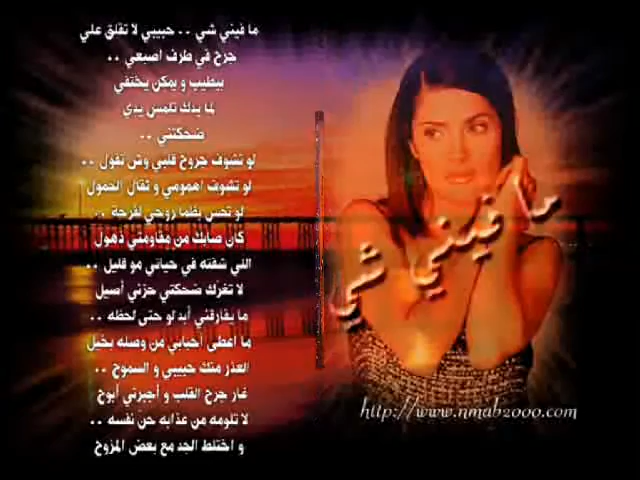 ما فيني شي .. حبيبي لا تقلق علي
جرح في طرف اصبعي ..
بيطيب و يمكن يختفي
لما يدك تلمس يدي
ضحكتني ..
لو تشوف جروح قلبي وش تقول ..
لو تشوف اهمومي و ثقال الحمول
لو تحس بظما روحي لفرحة ..
كان صابك من مقاومتي ذهول
اللي شفته في حياتي مو قليل ..
لا تغرك ضحكتي حزني أصيل
ما يفارقني أبد لو حتى لحظه ..
ما اعطى أحبابي من وصله بخيل
العذر منك حبيبي و السموح ..
غار جرح القلب و أجبرني أبوح
لا تلومه من عذابه حن نفسه ..
و اختلط الجد مع بعض المزوح
ما فيني شي
http://www.nmab2000.com